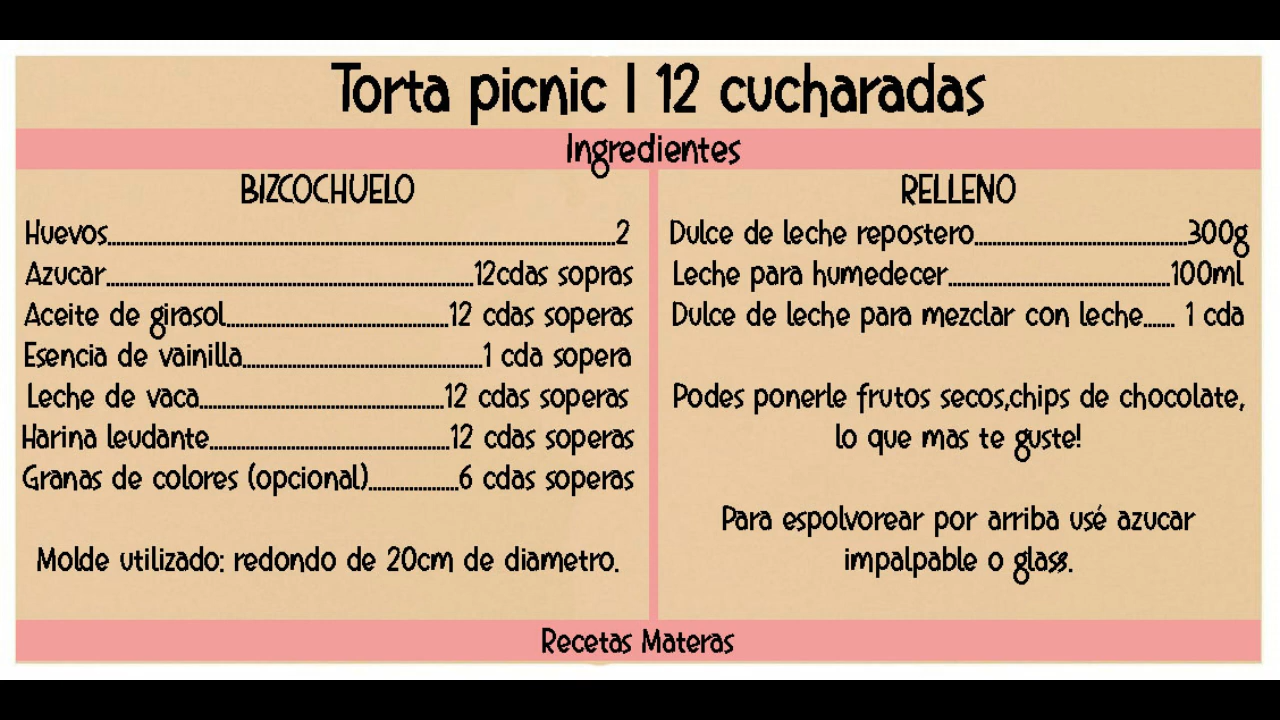 Torta picnic | 12 cucharadas
Ingredientes
BIZCOCHUELO
Huevos..........2
Azucar..........12cdas sopras
Aceite de girasol..........12 cdas soperas
Esencia de vainilla..........1 cda sopera
Leche de vaca..........12 cdas soperas
Harina leudante..........12 cdas soperas
Granas de colores (opcional)..........6 cdas soperas
Molde utilizado: redondo de 20cm de diametro.
RELLENO
Dulce de leche repostero..........300g
Leche para humedecer..........100ml
Dulce de leche para mezclar con leche....... 1 cda
Podes ponerle frutos secos,chips de chocolate,
lo que mas te guste!
Para espolvorear por arriba usé azucar
impalpable o glass.
Recetas Materas